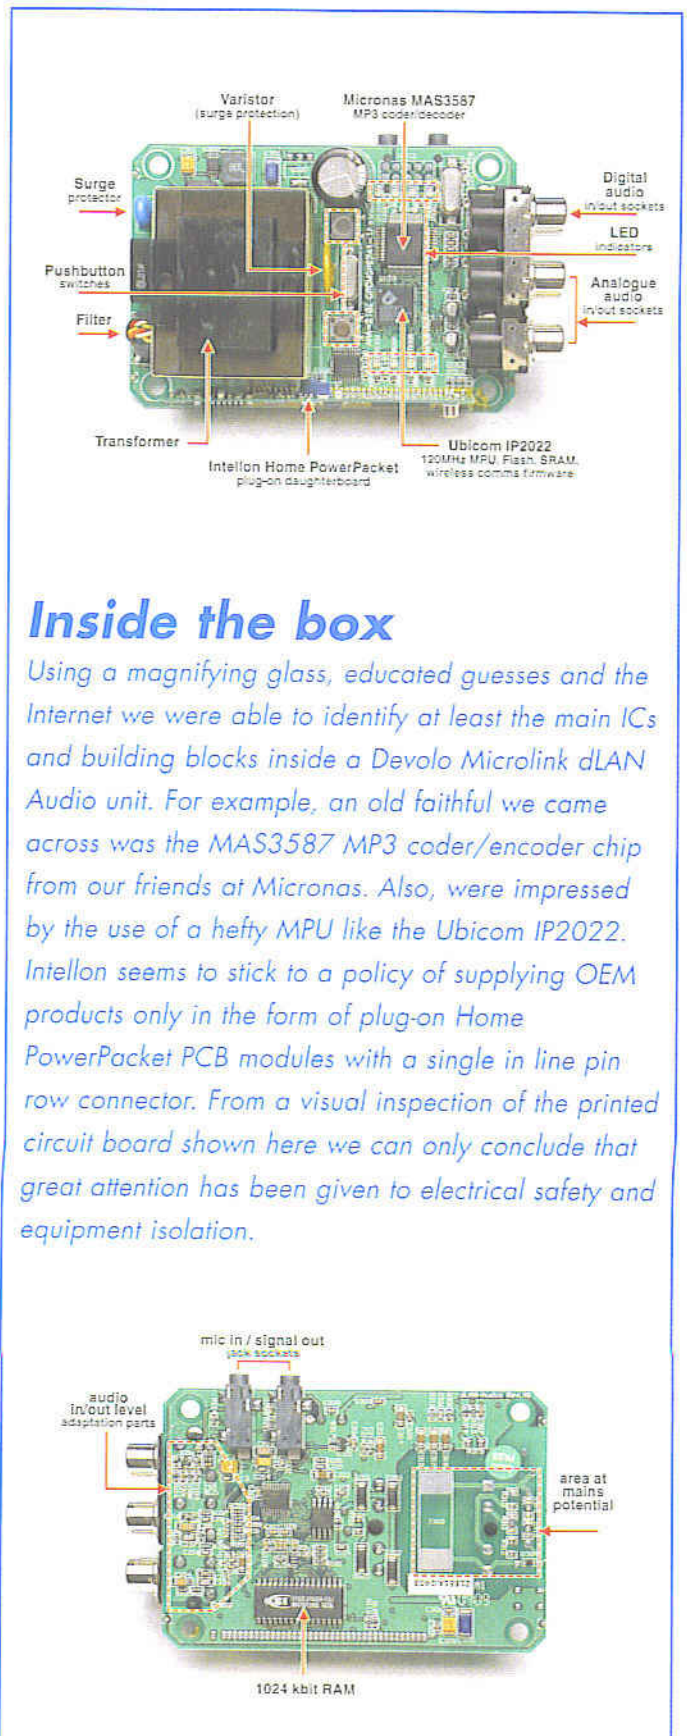 Varistor
(surge protection)
Micronas MAS3587
MP3 coder/decoder
Surge
protector
Digital
audio
in/out sockets
LED
indicators
Pushbutton
switches
Analogue
audio
in/out sockets
Filter
Transformer
Intellon Home PowerPacket
plug-on daughterboard
Ubicom IP2022
120MHz MPU, Flash, SRAM,
wireless comms firmware
Inside the box
Using a magnifying glass, educated guesses and the
Internet we were able to identify at least the main ICs
and building blocks inside a Devolo Microlink dLAN
Audio unit. For example, an old faithful we came
across was the MAS3587 MP3 coder/encoder chip
from our friends at Micronas. Also, were impressed
by the use of a hefty MPU like the Ubicom IP2022.
Intellon seems to stick to a policy of supplying OEM
products only in the form of plug-on Home
PowerPacket PCB modules with a single in line pin
row connector. From a visual inspection of the printed
circuit board shown here we can only conclude that
great attention has been given to electrical safety and
equipment isolation.
mic in / signal out
jack sockets
audio
in/out level
adaptation parts
area at
mains
potential
1024 kbit RAM